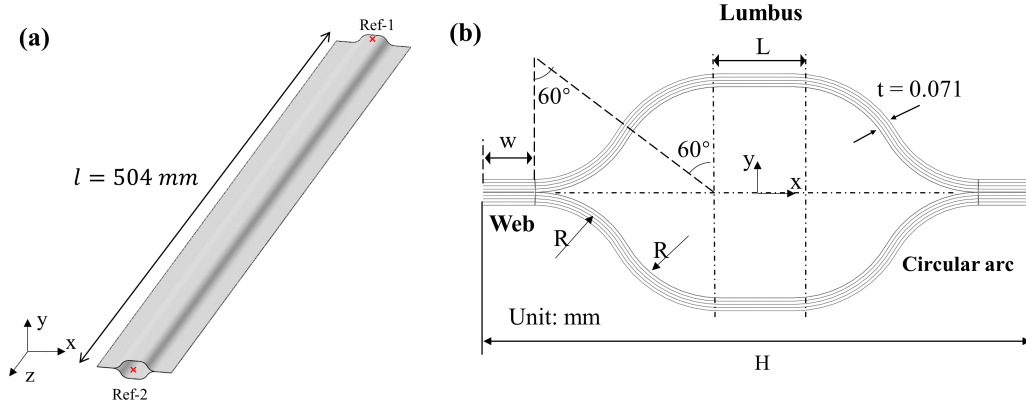 (a)
Ref-1
l = 504 mm
y
x
z
Ref-2
(b)
Lumbus
L
60°
t = 0.071
w
60°
y
x
Web
R
R
Circular arc
Unit: mm
H